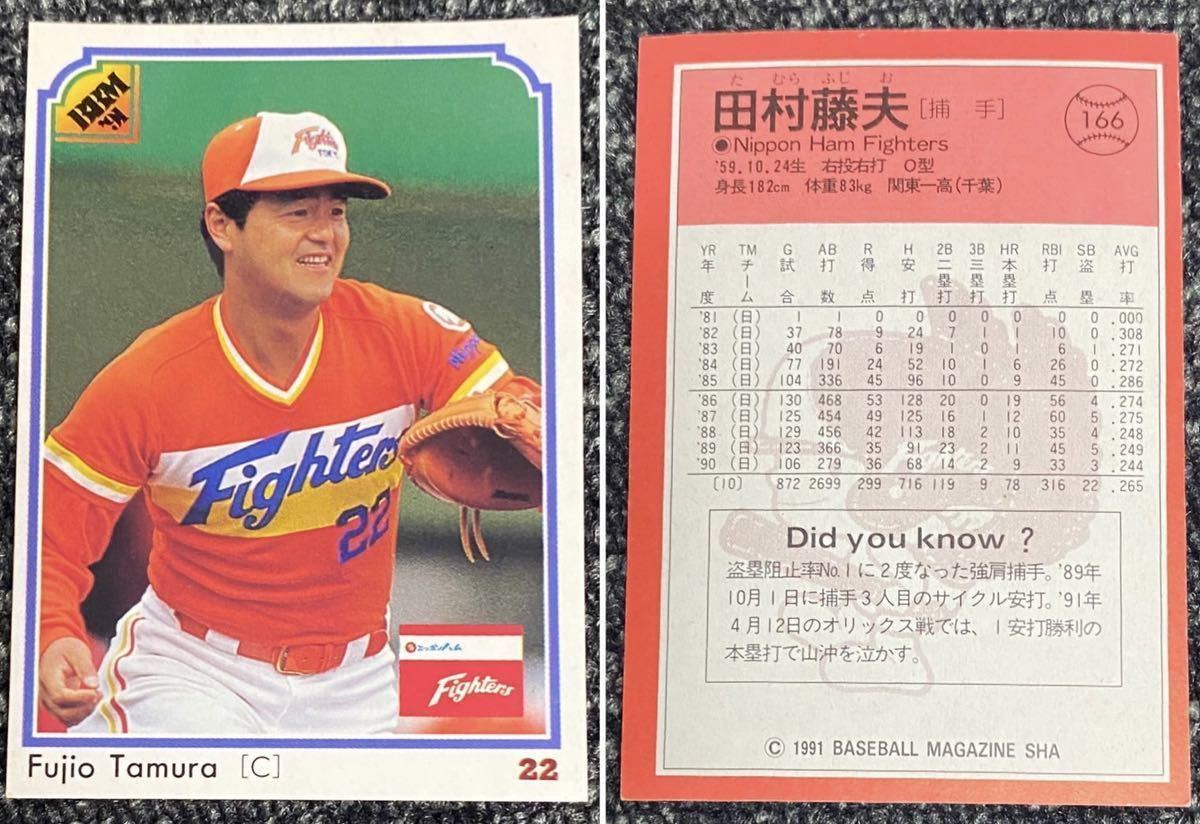 BBM
'91
Fighters
TOKYO
Fighters
22
ニッポンハム
Fighters
Fujio Tamura [C]
22
た むら ふじ お
田村藤夫[捕 手]
166
●Nippon Ham Fighters
'59.10.24生 右投右打 O型
身長182cm 体重83kg 関東一高(千葉)
YR TM G AB R H 2B 3B HR RBI SB AVG
年度 チーム 試合 打数 得点 安打 二塁打 三塁打 本塁打 打点 盗塁 打率
'81 (日) 1 1 0 0 0 0 0 0 0 .000
'82 (日) 37 78 9 24 7 1 1 10 0 .308
'83 (日) 40 70 6 19 1 0 1 6 1 .271
'84 (日) 77 191 24 52 10 1 6 26 0 .272
'85 (日) 104 336 45 96 10 0 9 45 0 .286
'86 (日) 130 468 53 128 20 0 19 56 4 .274
'87 (日) 125 454 49 125 16 1 12 60 5 .275
'88 (日) 129 456 42 113 18 2 10 35 4 .248
'89 (日) 123 366 35 91 23 2 11 45 5 .249
'90 (日) 106 279 36 68 14 2 9 33 3 .244
〔10〕 872 2699 299 716 119 9 78 316 22 .265
Did you know ?
盗塁阻止率No.1に2度なった強肩捕手。'89年
10月1日に捕手3人目のサイクル安打。'91年
4月12日のオリックス戦では、1安打勝利の
本塁打で山沖を泣かす。
© 1991 BASEBALL MAGAZINE SHA